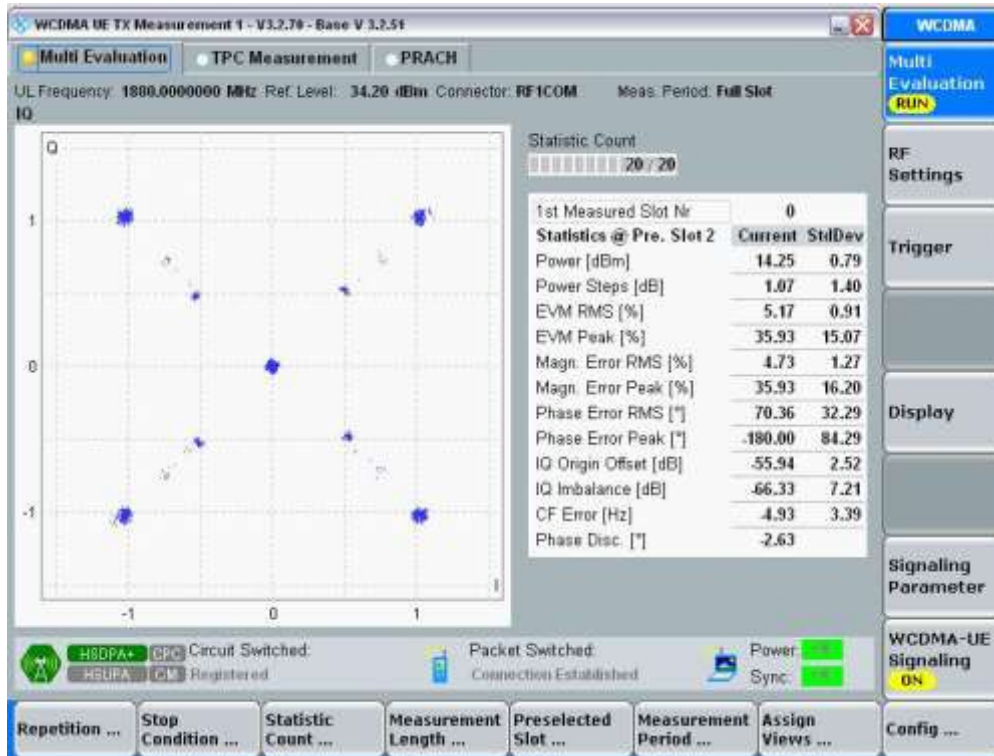 WCDMA UE TX Measurement 1 - V3.2.70 - Base V 3.2.51
WCDMA
Multi Evaluation TPC Measurement PRACH
UL Frequency: 1800.0000000 MHz Ref. Level: 34.20 dBm Connector: RF1COM Meas. Period: Full Slot
IQ
Q
1
0
-1
-1 0 1
I
Statistic Count
20 / 20
1st Measured Slot Nr 0
Statistics @ Pre. Slot 2 Current StdDev
Power [dBm] 14.25 0.79
Power Steps [dB] 1.07 1.40
EVM RMS [%] 5.17 0.91
EVM Peak [%] 35.93 15.07
Magn. Error RMS [%] 4.73 1.27
Magn. Error Peak [%] 35.93 16.20
Phase Error RMS [°] 70.36 32.29
Phase Error Peak [°] -180.00 84.29
IQ Origin Offset [dB] -55.94 2.52
IQ Imbalance [dB] -66.33 7.21
CF Error [Hz] -4.93 3.39
Phase Disc. [°] -2.63
Multi
Evaluation
RUN
RF
Settings
Trigger
Display
Signaling
Parameter
WCDMA-UE
Signaling
ON
HSDPA+ CPC Circuit Switched: Packet Switched: Power:
HSUPA CM Registered Connection Established Sync:
Repetition ...
Stop
Condition ...
Statistic
Count ...
Measurement
Length ...
Preselected
Slot ...
Measurement
Period ...
Assign
Views ...
Config ...